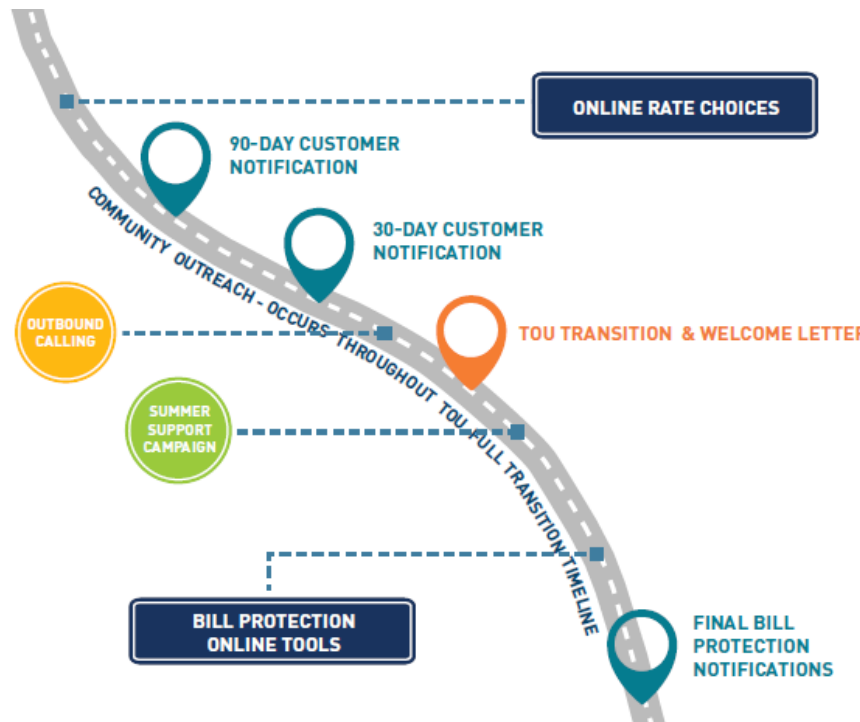 ONLINE RATE CHOICES
90-DAY CUSTOMER
NOTIFICATION
30-DAY CUSTOMER
NOTIFICATION
COMMUNITY OUTREACH - OCCURS THROUGHOUT TOU FULL TRANSITION TIMELINE
OUTBOUND
CALLING
TOU TRANSITION & WELCOME LETTER
SUMMER
SUPPORT
CAMPAIGN
BILL PROTECTION
ONLINE TOOLS
FINAL BILL
PROTECTION
NOTIFICATIONS